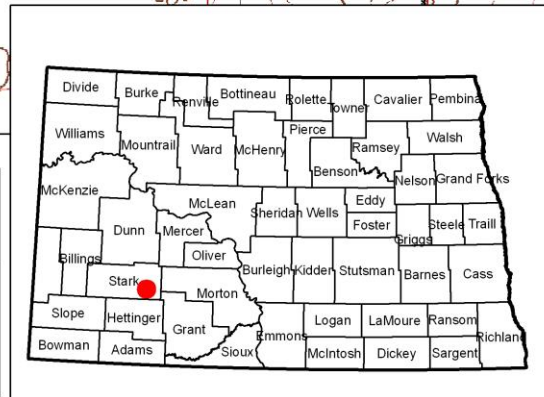 Divide Burke Renville Bottineau Rolette Towner Cavalier Pembina
Williams Mountrail Ward McHenry Pierce Benson Ramsey Walsh
McKenzie McLean Sheridan Wells Eddy Nelson Grand Forks
Dunn Mercer Oliver Foster Griggs Steele Traill
Billings Stark Morton Burleigh Kidder Stutsman Barnes Cass
Slope Hettinger Grant Emmons Logan LaMoure Ransom Richland
Bowman Adams Sioux McIntosh Dickey Sargent